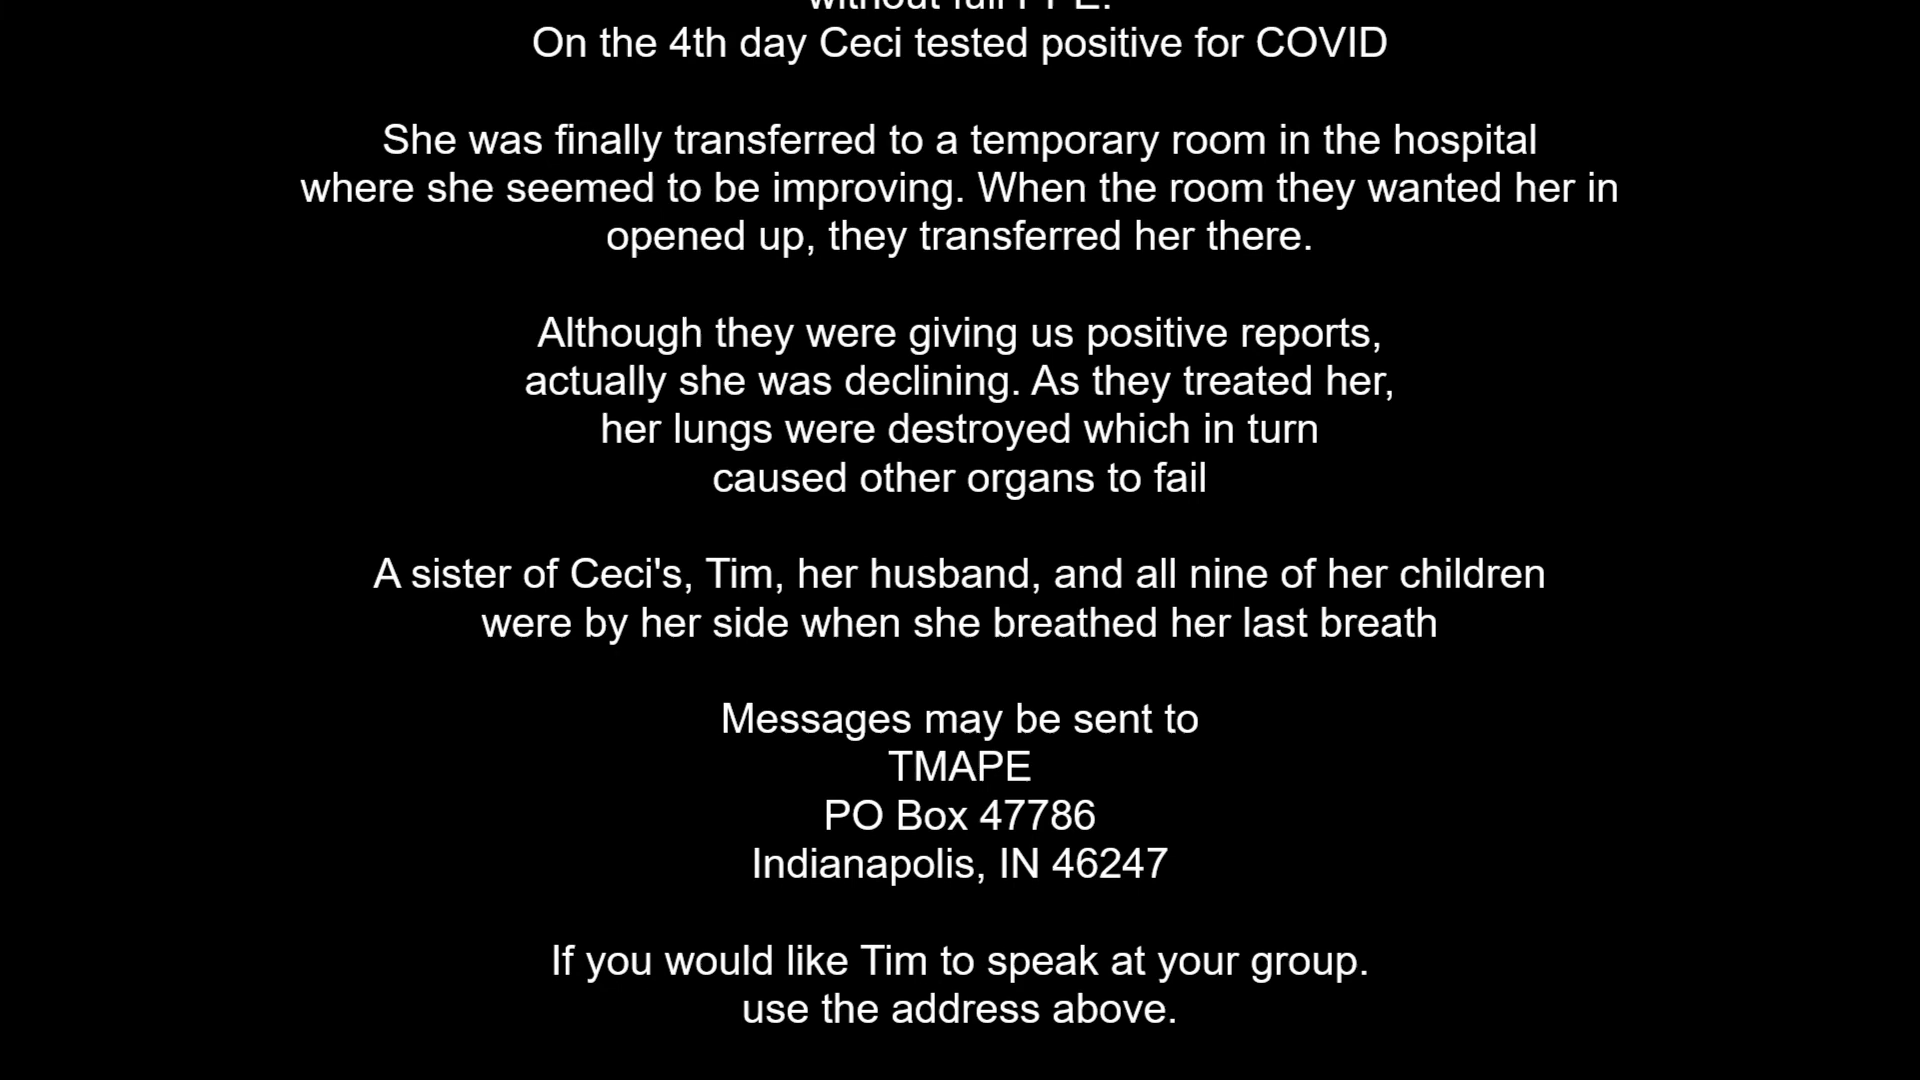 without full PPE.
On the 4th day Ceci tested positive for COVID
She was finally transferred to a temporary room in the hospital
where she seemed to be improving. When the room they wanted her in
opened up, they transferred her there.
Although they were giving us positive reports,
actually she was declining. As they treated her,
her lungs were destroyed which in turn
caused other organs to fail
A sister of Ceci's, Tim, her husband, and all nine of her children
were by her side when she breathed her last breath
Messages may be sent to
TMAPE
PO Box 47786
Indianapolis, IN 46247
If you would like Tim to speak at your group.
use the address above.